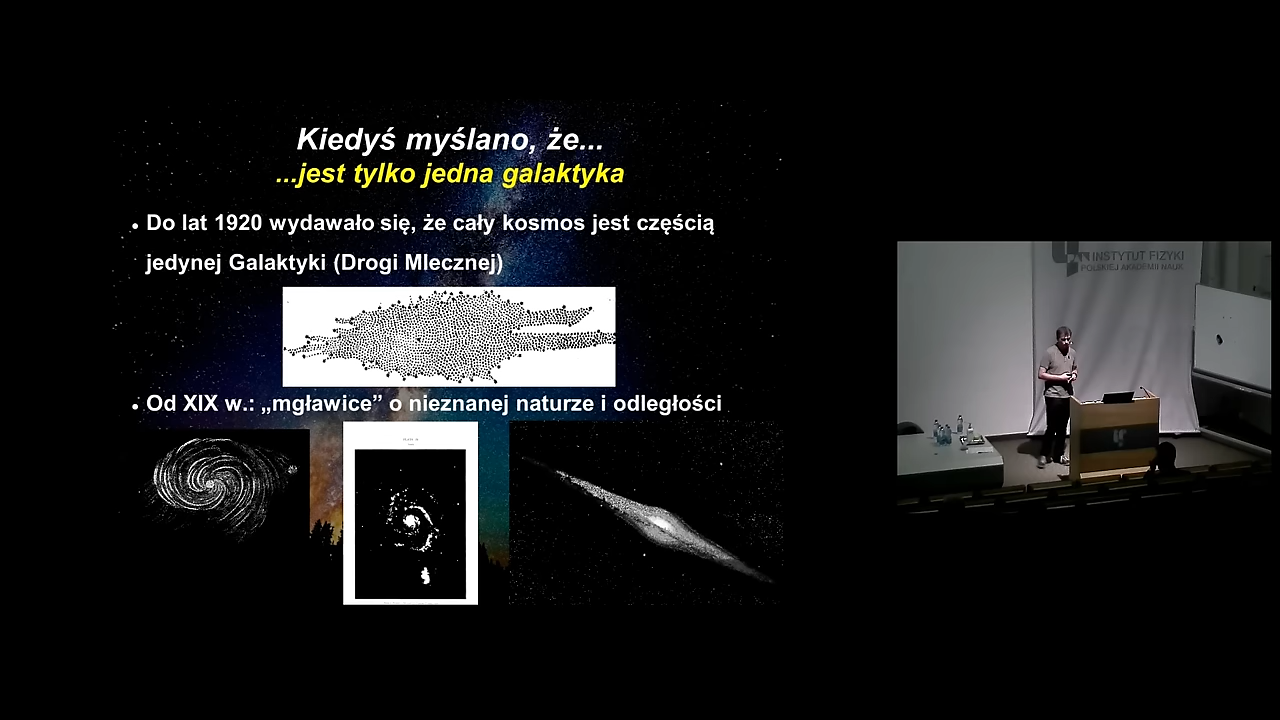 Kiedyś myślano, że...
...jest tylko jedna galaktyka
Do lat 1920 wydawało się, że cały kosmos jest częścią
jedynej Galaktyki (Drogi Mlecznej)
Od XIX w.: „mgławice” o nieznanej naturze i odległości
INSTYTUT FIZYKI
POLSKIEJ AKADEMII NAUK